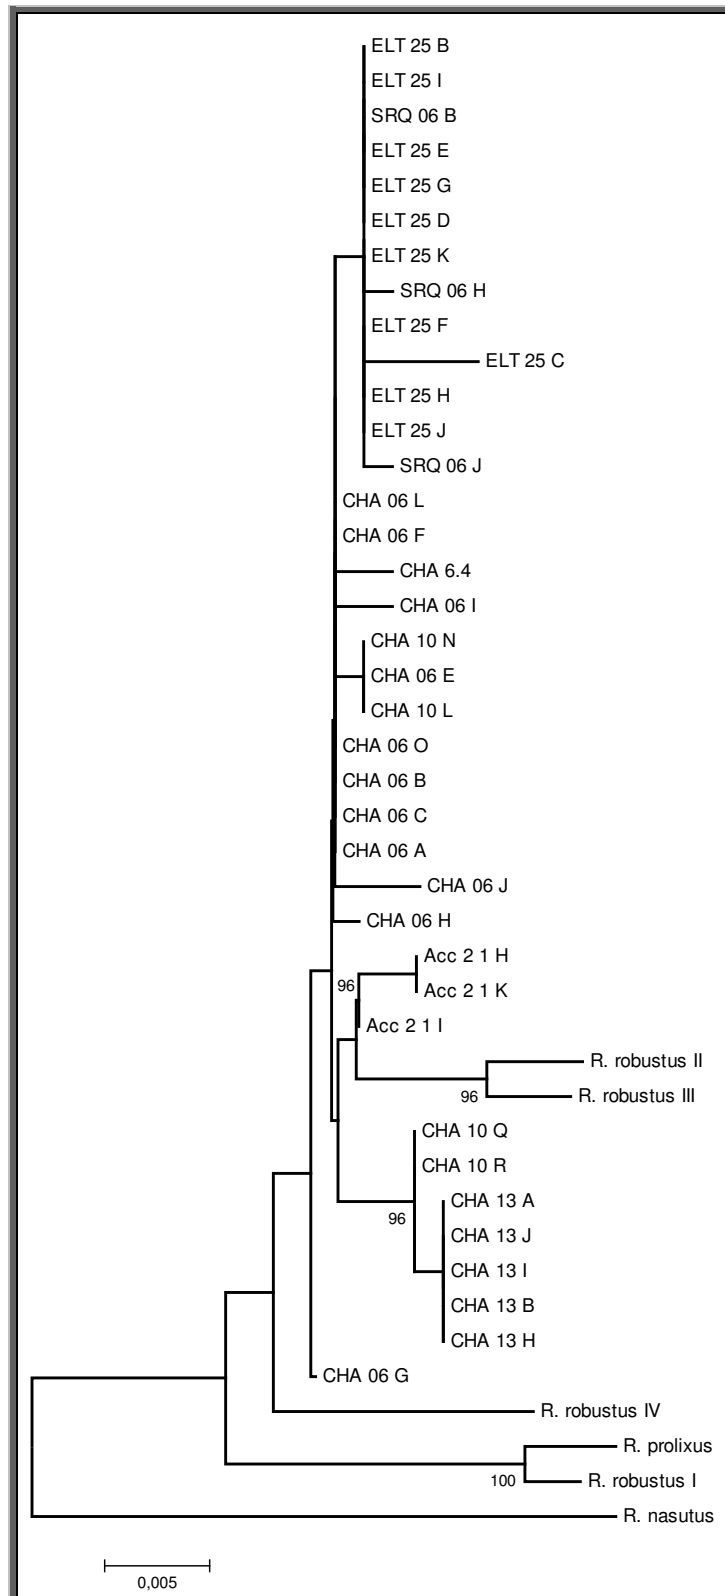 ELT 25 B
ELT 25 I
SRQ 06 B
ELT 25 E
ELT 25 G
ELT 25 D
ELT 25 K
SRQ 06 H
ELT 25 F
ELT 25 C
ELT 25 H
ELT 25 J
SRQ 06 J
CHA 06 L
CHA 06 F
CHA 6.4
CHA 06 I
CHA 10 N
CHA 06 E
CHA 10 L
CHA 06 O
CHA 06 B
CHA 06 C
CHA 06 A
CHA 06 J
CHA 06 H
Acc 2 1 H
96
Acc 2 1 K
Acc 2 1 I
R. robustus II
96
R. robustus III
CHA 10 Q
CHA 10 R
CHA 13 A
96
CHA 13 J
CHA 13 I
CHA 13 B
CHA 13 H
CHA 06 G
R. robustus IV
R. prolixus
100
R. robustus I
R. nasutus
0,005